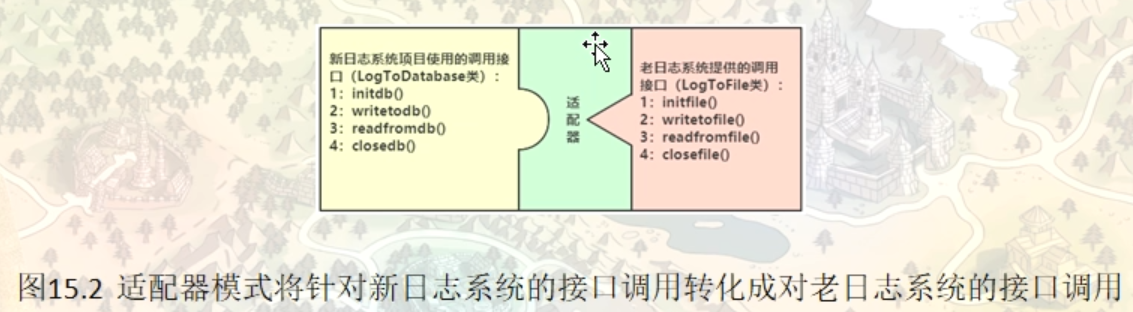 新日志系统项目使用的调用接
口（LogToDatabase类）：
1：initdb()
2：writetodb()
3：readfromdb()
4：closedb()
适
配
器
老日志系统提供的调用
接口（LogToFile类）：
1：initfile()
2：writetofile()
3：readfromfile()
4：closefile()
图15.2 适配器模式将针对新日志系统的接口调用转化成对老日志系统的接口调用